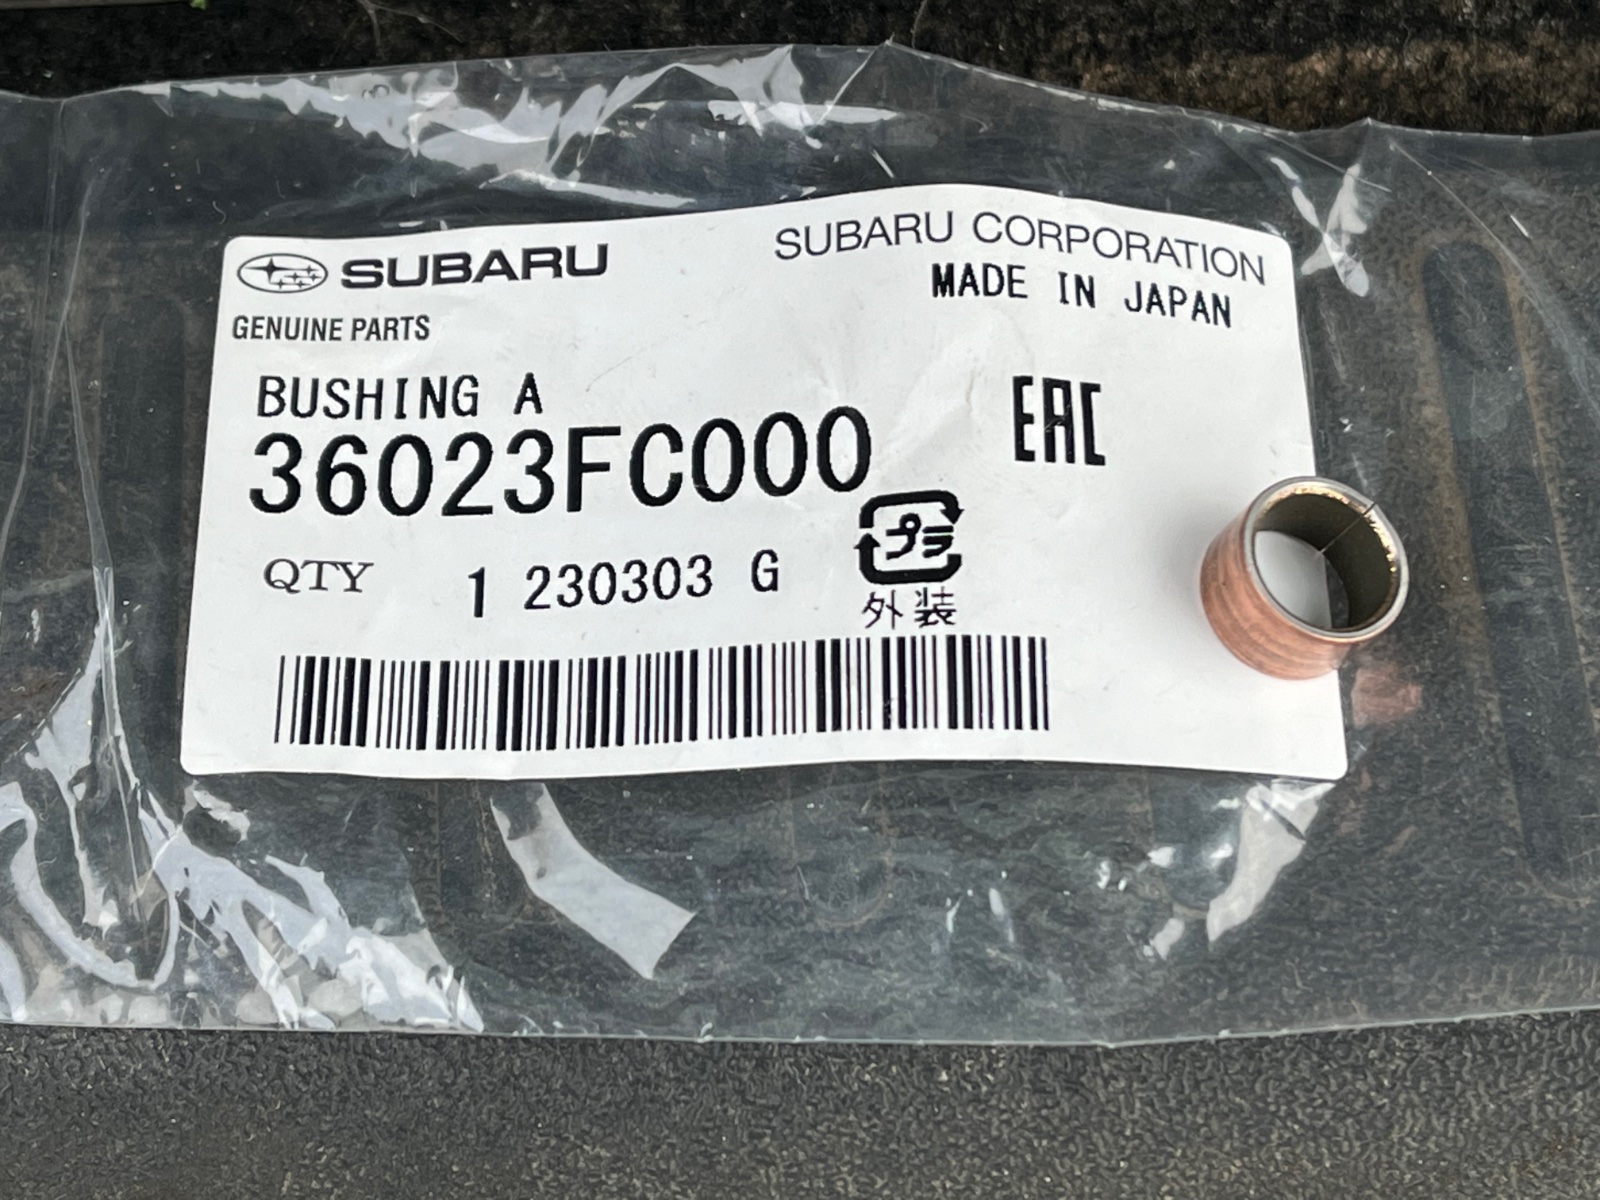 SUBARU
SUBARU CORPORATION
MADE IN JAPAN
GENUINE PARTS
BUSHING A
36023FC000
EAC
QTY 1 230303 G
プラ
外装